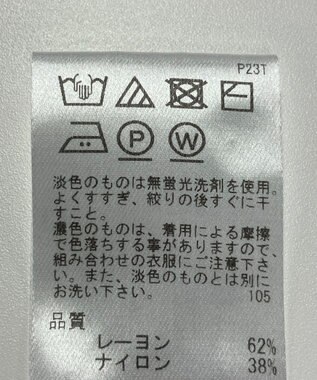 P23T
P
W
淡色のものは無蛍光洗剤を使用。
よくすすぎ、絞りの後すぐに干
すこと。
濃色のものは、着用による摩擦
で色落ちする事がありますので、
組み合わせの衣服にご注意下さ
い。また、淡色のものとは別に
お洗い下さい。 105
品質
レーヨン 62%
ナイロン 38%